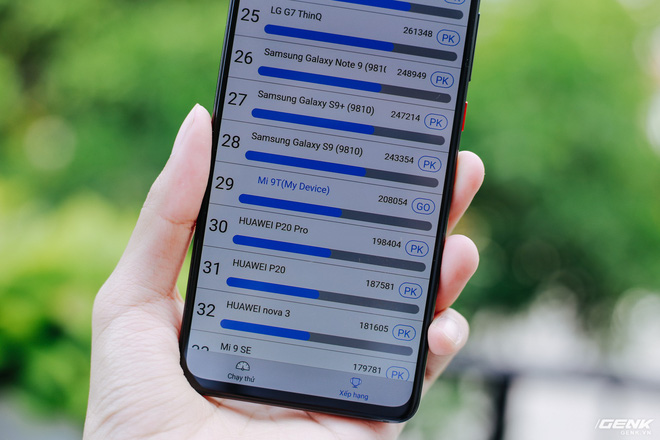 25 LG G7 ThinQ 261348 PK
26 Samsung Galaxy Note 9 (981( 248949 PK
27 Samsung Galaxy S9+ (9810) 247214 PK
28 Samsung Galaxy S9 (9810) 243354 PK
29 Mi 9T(My Device) 208054 GO
30 HUAWEI P20 Pro 198404 PK
31 HUAWEI P20 187581 PK
32 HUAWEI nova 3 181605 PK
Mi 9 SE 179781 PK
Chạy thử Xếp hạng
GENK